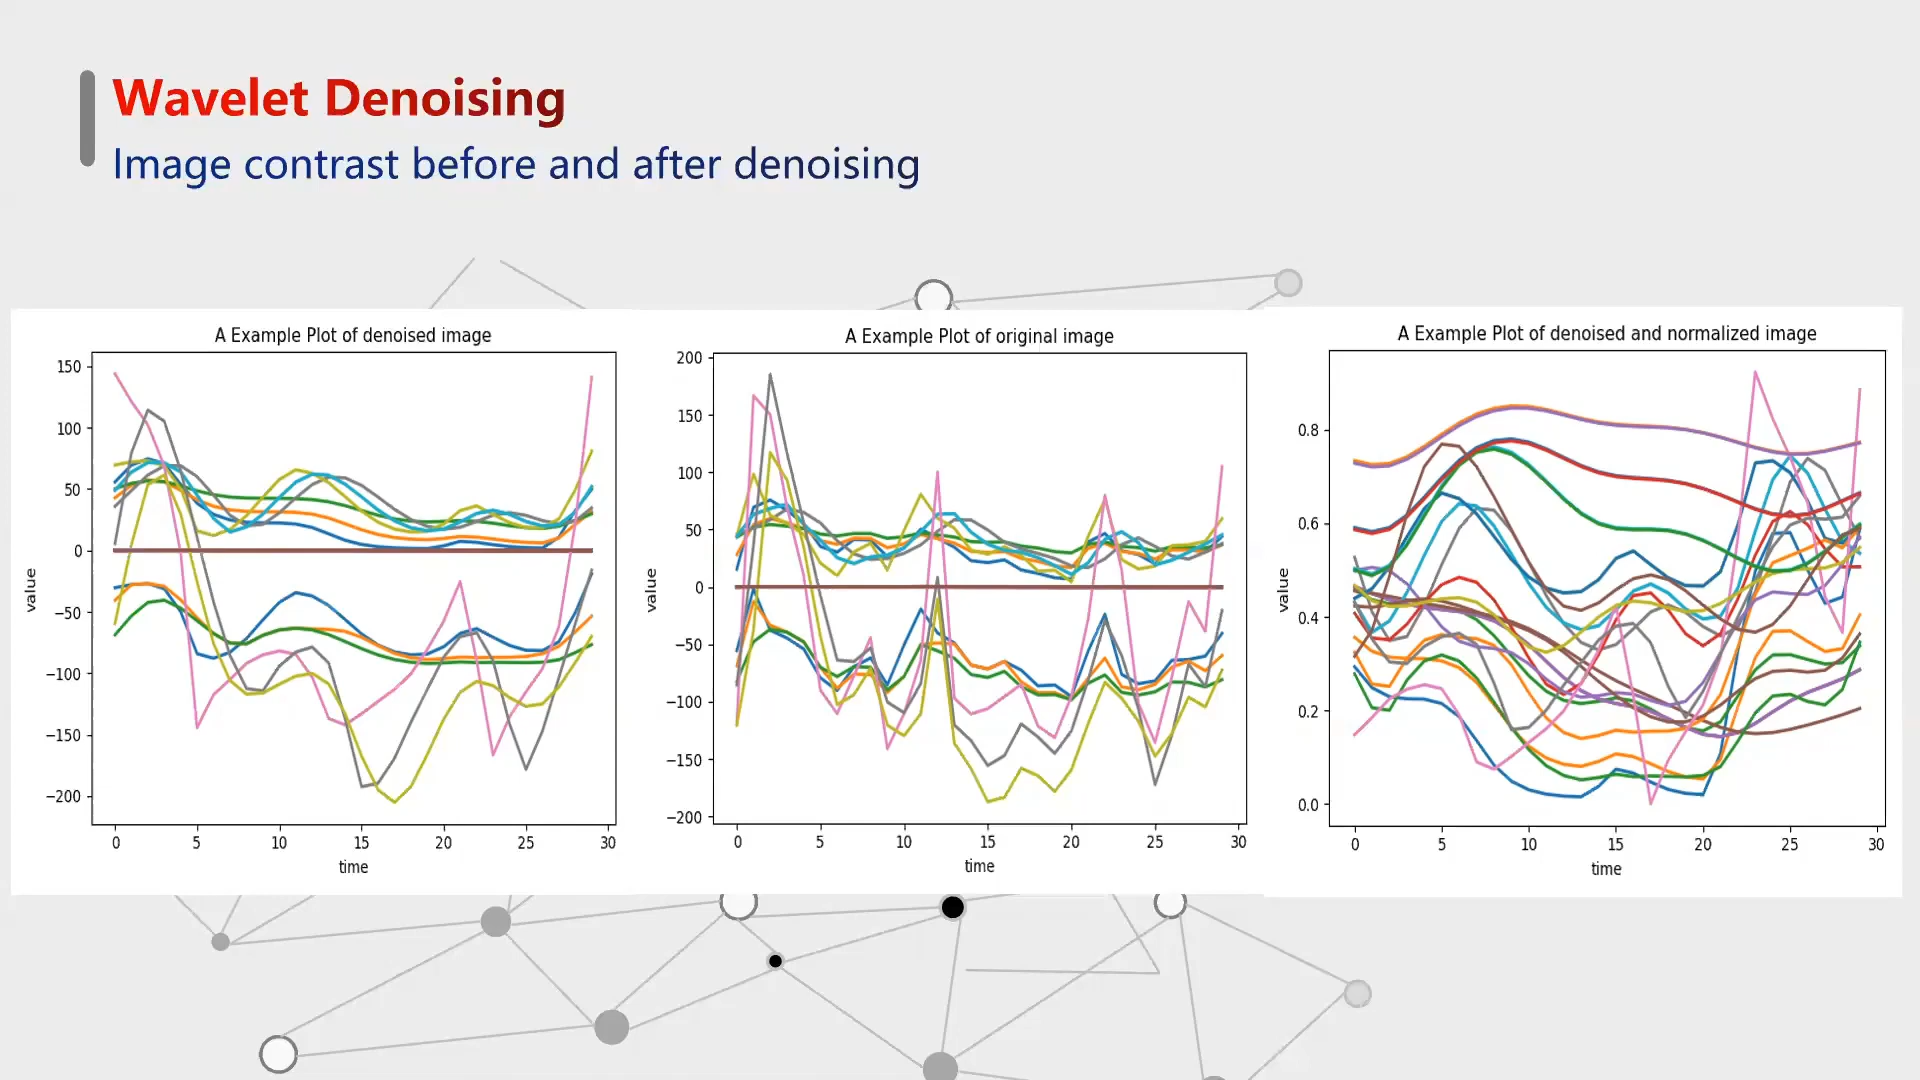 Wavelet Denoising
Image contrast before and after denoising
A Example Plot of denoised image
150
100
50
0
−50
−100
−150
−200
value
0 5 10 15 20 25 30
time
A Example Plot of original image
200
150
100
50
0
−50
−100
−150
−200
value
0 5 10 15 20 25 30
time
A Example Plot of denoised and normalized image
0.8
0.6
0.4
0.2
0.0
value
0 5 10 15 20 25 30
time